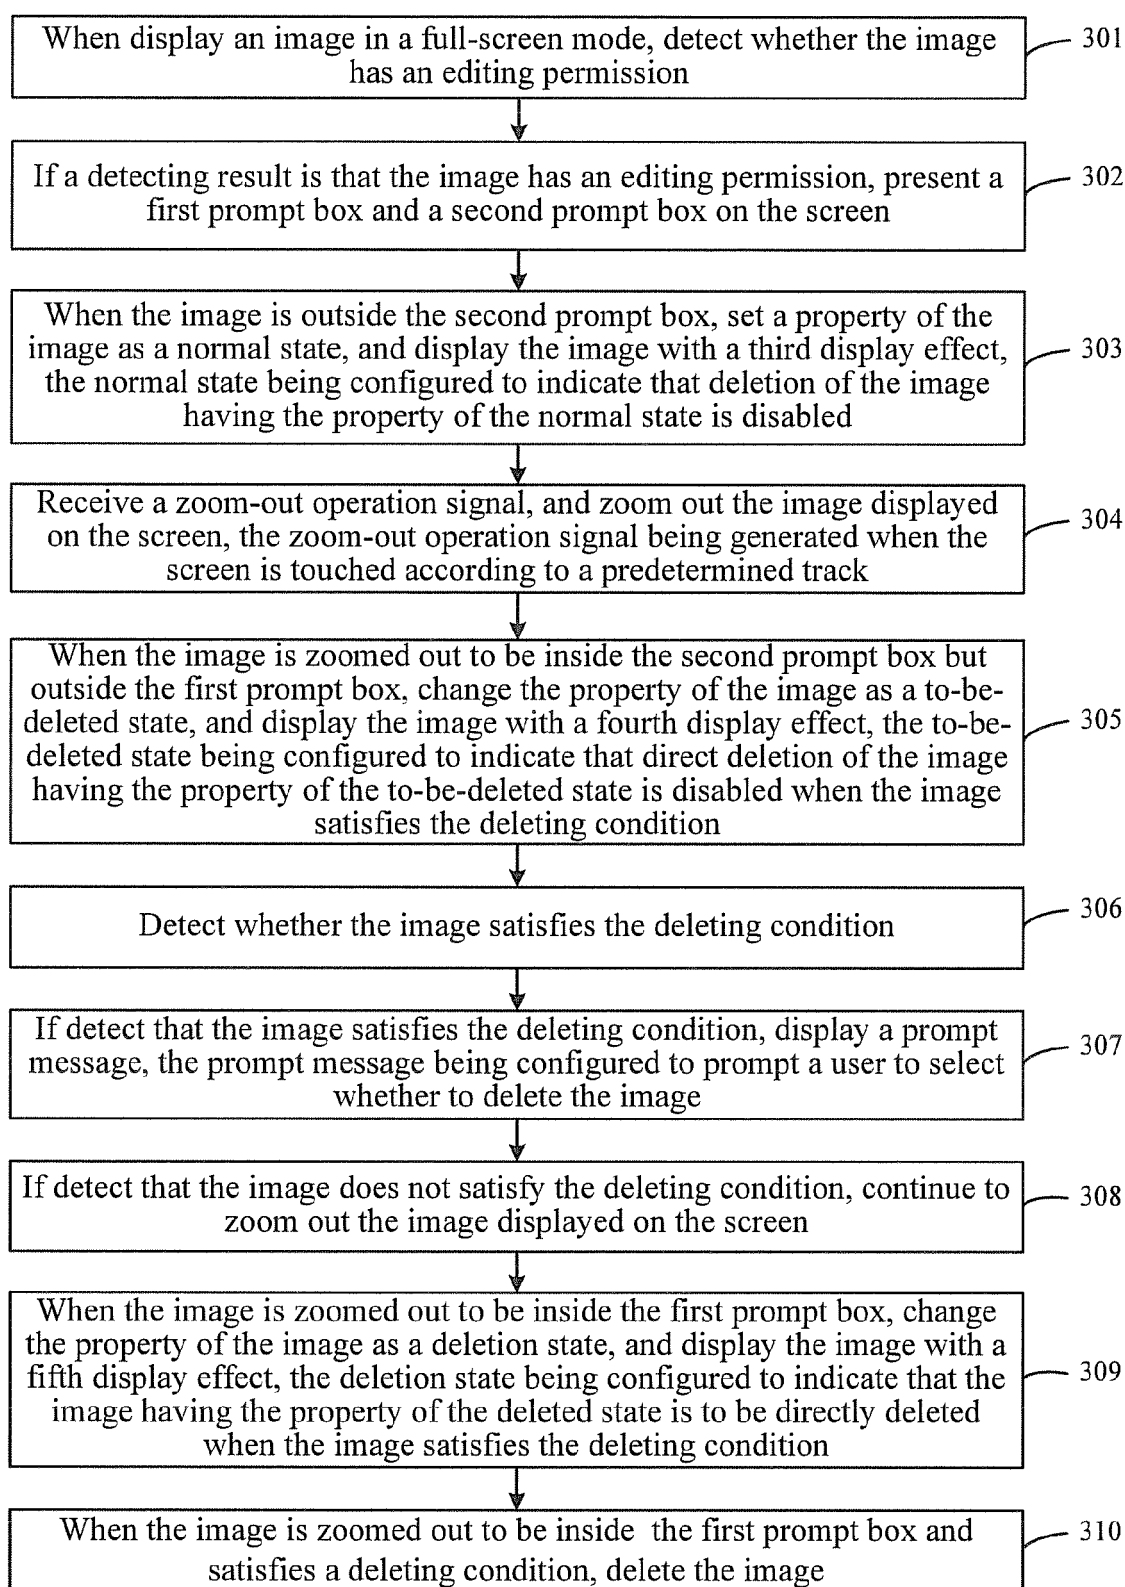 When display an image in a full-screen mode, detect whether the image
has an editing permission
301
If a detecting result is that the image has an editing permission, present a
first prompt box and a second prompt box on the screen
302
When the image is outside the second prompt box, set a property of the
image as a normal state, and display the image with a third display effect,
the normal state being configured to indicate that deletion of the image
having the property of the normal state is disabled
303
Receive a zoom-out operation signal, and zoom out the image displayed
on the screen, the zoom-out operation signal being generated when the
screen is touched according to a predetermined track
304
When the image is zoomed out to be inside the second prompt box but
outside the first prompt box, change the property of the image as a to-be-
deleted state, and display the image with a fourth display effect, the to-be-
deleted state being configured to indicate that direct deletion of the image
having the property of the to-be-deleted state is disabled when the image
satisfies the deleting condition
305
Detect whether the image satisfies the deleting condition
306
If detect that the image satisfies the deleting condition, display a prompt
message, the prompt message being configured to prompt a user to select
whether to delete the image
307
If detect that the image does not satisfy the deleting condition, continue to
zoom out the image displayed on the screen
308
When the image is zoomed out to be inside the first prompt box, change
the property of the image as a deletion state, and display the image with a
fifth display effect, the deletion state being configured to indicate that the
image having the property of the deleted state is to be directly deleted
when the image satisfies the deleting condition
309
When the image is zoomed out to be inside the first prompt box and
satisfies a deleting condition, delete the image
310